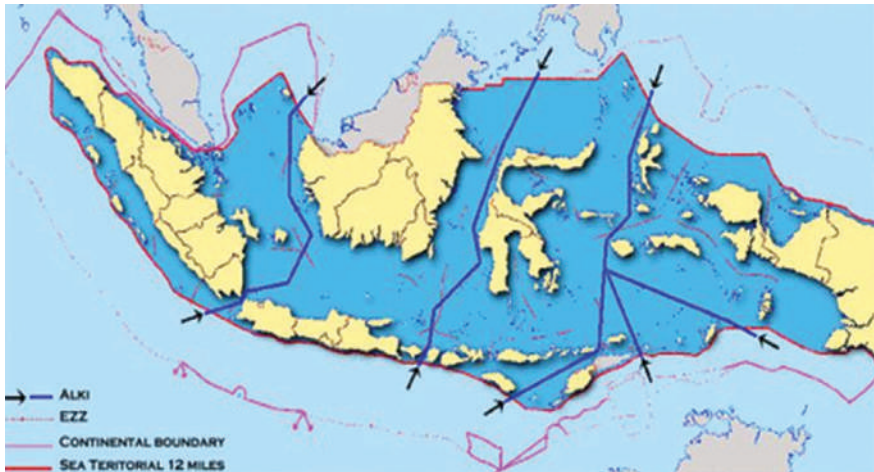 ALKI
EZZ
CONTINENTAL BOUNDARY
SEA TERITORIAL 12 MILES